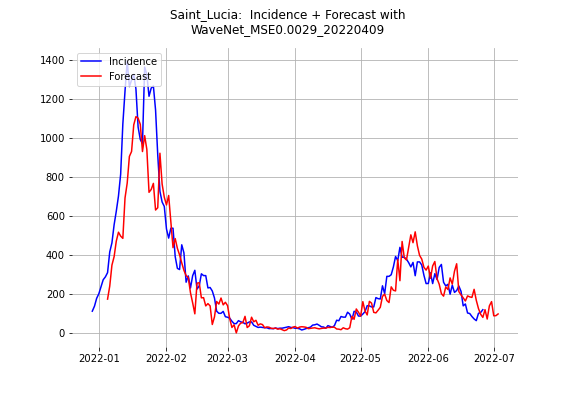 Saint_Lucia:  Incidence + Forecast with
WaveNet_MSE0.0029_20220409
Incidence
Forecast
1400
1200
1000
800
600
400
200
0
2022-01 2022-02 2022-03 2022-04 2022-05 2022-06 2022-07